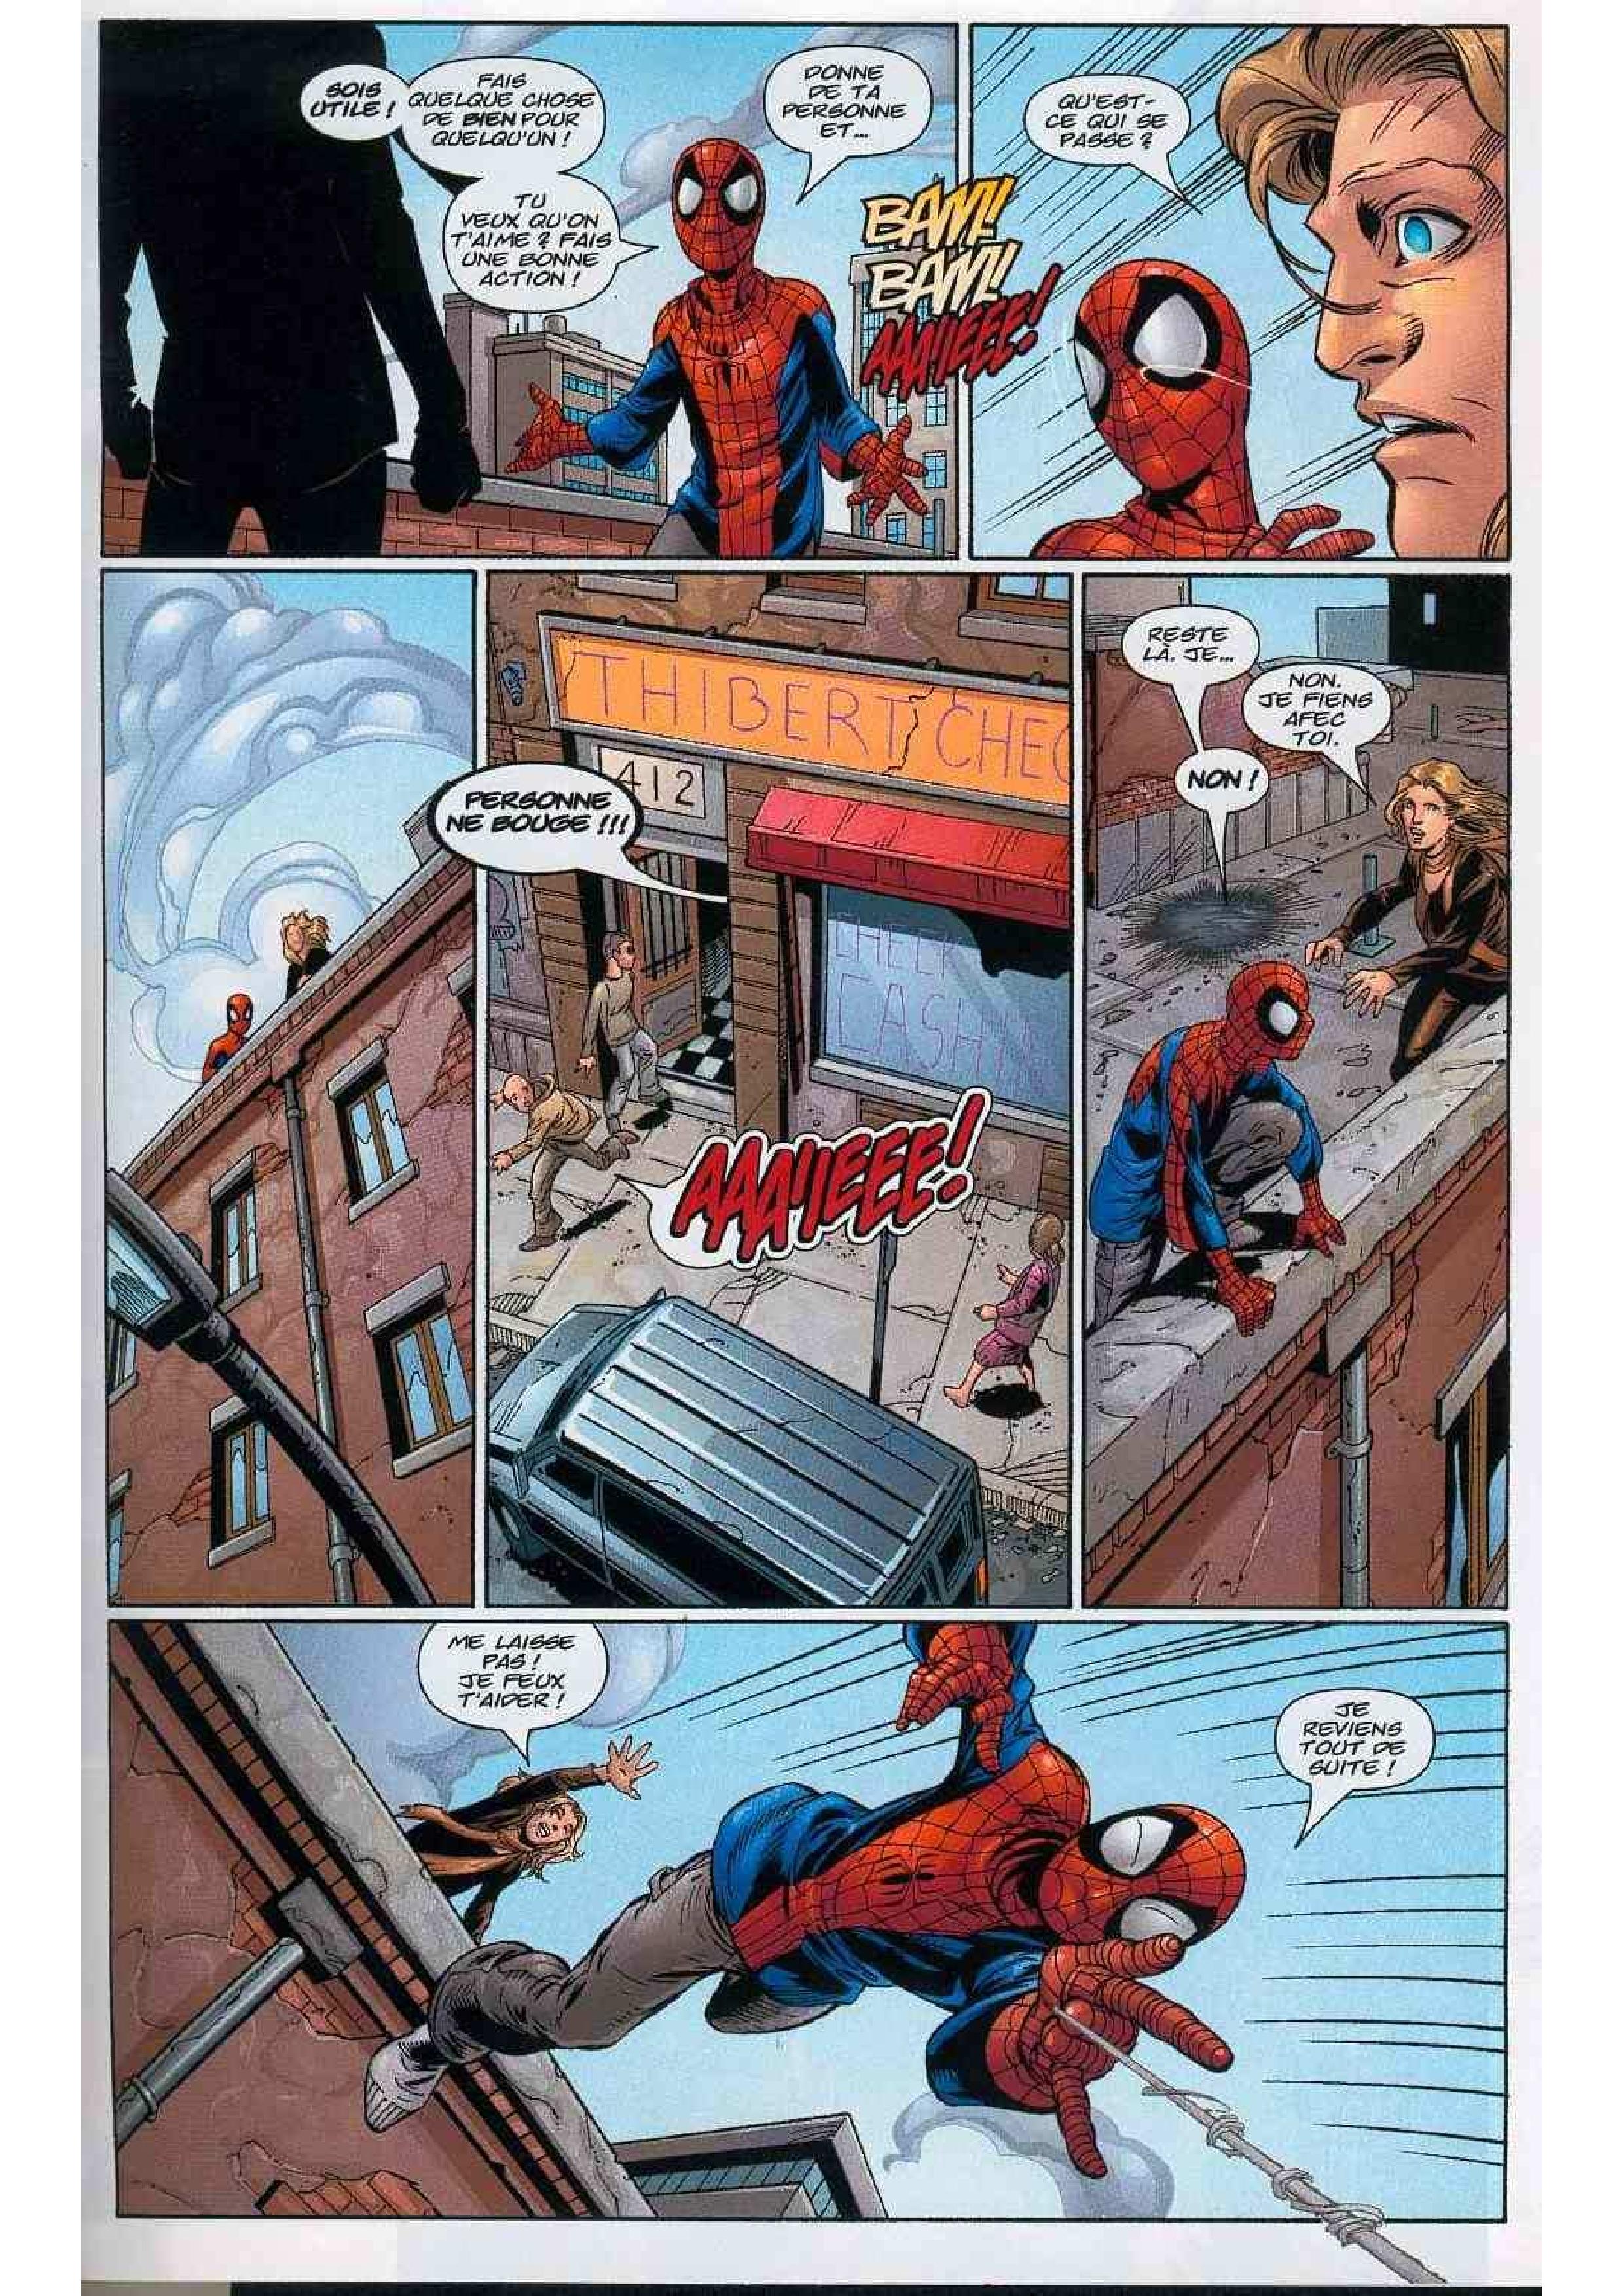 SOIS
UTILE !
FAIS
QUELQUE CHOSE
DE BIEN POUR
QUELQU'UN !
TU
VEUX QU'ON
T'AIME ? FAIS
UNE BONNE
ACTION !
DONNE
DE TA
PERSONNE
ET...
BAM!
BAM!
AAAIIEEE!
QU'EST-
CE QUI SE
PASSE ?
THIBERT CHEC
412
PERSONNE
NE BOUGE !!!
CHECK
CASHIN
AAAIIEEE!
RESTE
LÀ. JE...
NON.
JE FIENS
AFEC
TOI.
NON !
ME LAISSE
PAS !
JE FEUX
T'AIDER !
JE
REVIENS
TOUT DE
SUITE !